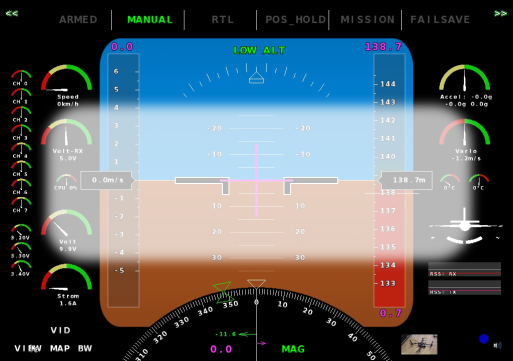 << ARMED MANUAL RTL POS_HOLD MISSION FAILSAVE >>
0.0 LOW ALT 138.7
CH 0
CH 1
CH 2
CH 3
CH 4
CH 5
CH 6
CH 7
Speed
0km/h
Volt-RX
5.0V
CPU 0%
Volt
9.9V
Strom
1.6A
3.20V
3.30V
3.40V
6
5
4
3
2
1
0.0m/s
-1
-2
-3
-4
-5
-20 -20
-10 -10
10 10
20 20
30 30
144
143
142
141
140
139
138.7m
138
137
136
135
134
133
0.7
Accel: -0.0g
-0.0g 0.0g
Vario
-1.2m/s
0°C 0°C
RSSI RX
RSSI TX
310 320 330 340 350 0 10 20 30 40 50
-11.6
0.0 MAG
VID
MAP BW